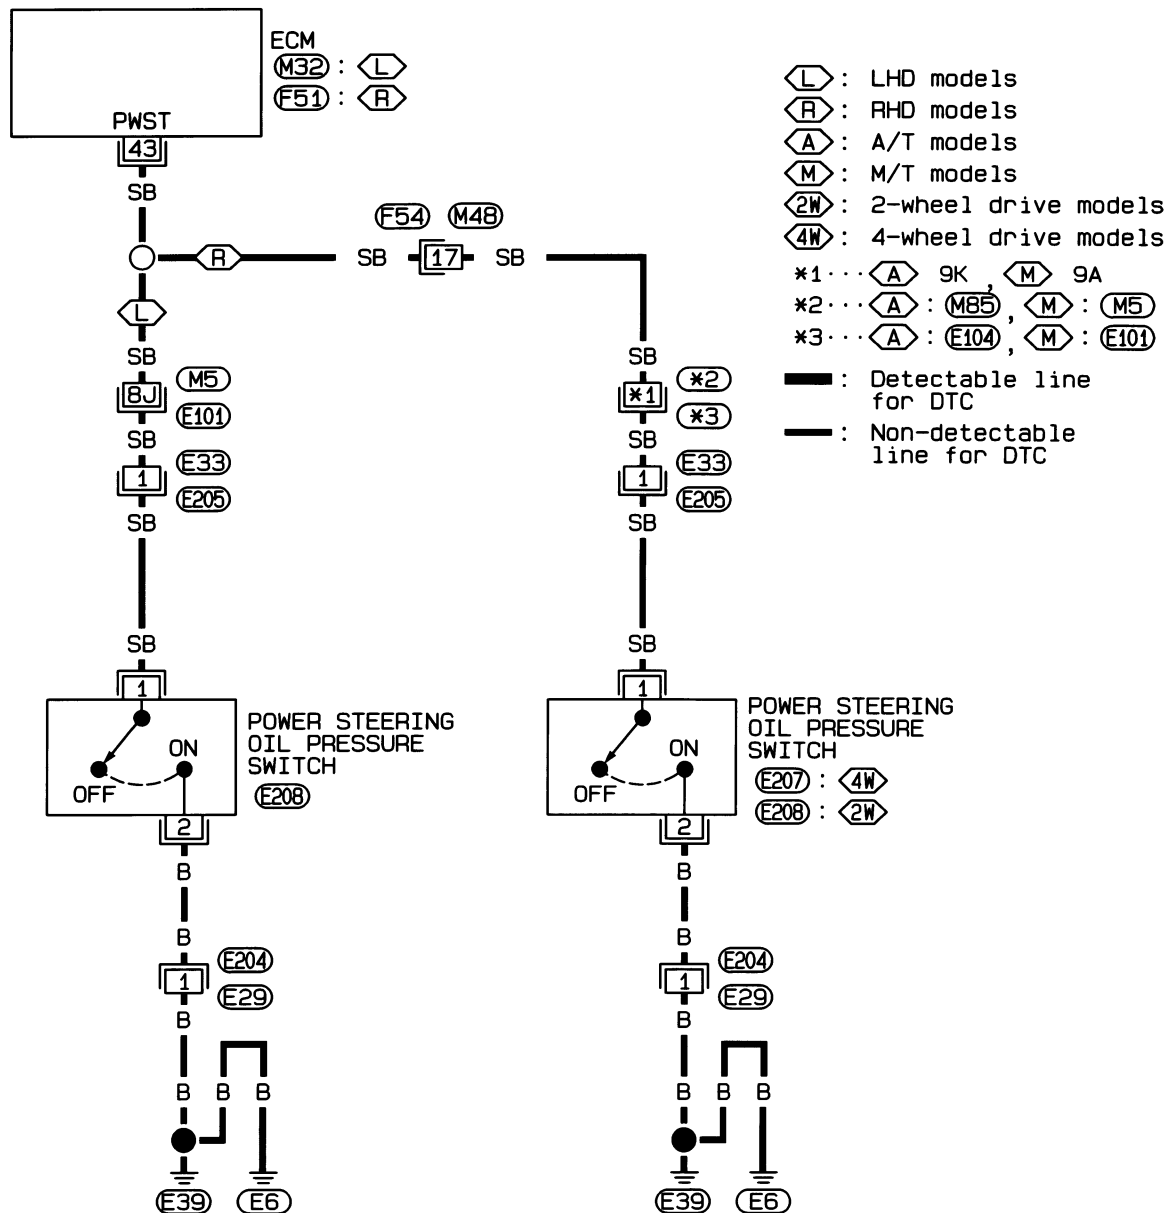 ECM
M32 : L
F51 : R
PWST
43
SB
L : LHD models
R : RHD models
A : A/T models
M : M/T models
2W : 2-wheel drive models
4W : 4-wheel drive models
*1··· A 9K , M 9A
*2··· A : M85 , M : M5
*3··· A : E104 , M : E101
: Detectable line
for DTC
: Non-detectable
line for DTC
F54 M48
R SB 17 SB
L
SB
8J
M5
E101
SB
1
E33
E205
SB
SB
1
POWER STEERING
OIL PRESSURE
SWITCH
E208
ON
OFF
2
B
B
1
E204
E29
B
B B B
E39 E6
SB
*1
*2
*3
SB
1
E33
E205
SB
SB
1
POWER STEERING
OIL PRESSURE
SWITCH
E207 : 4W
E208 : 2W
ON
OFF
2
B
B
1
E204
E29
B
B B B
E39 E6